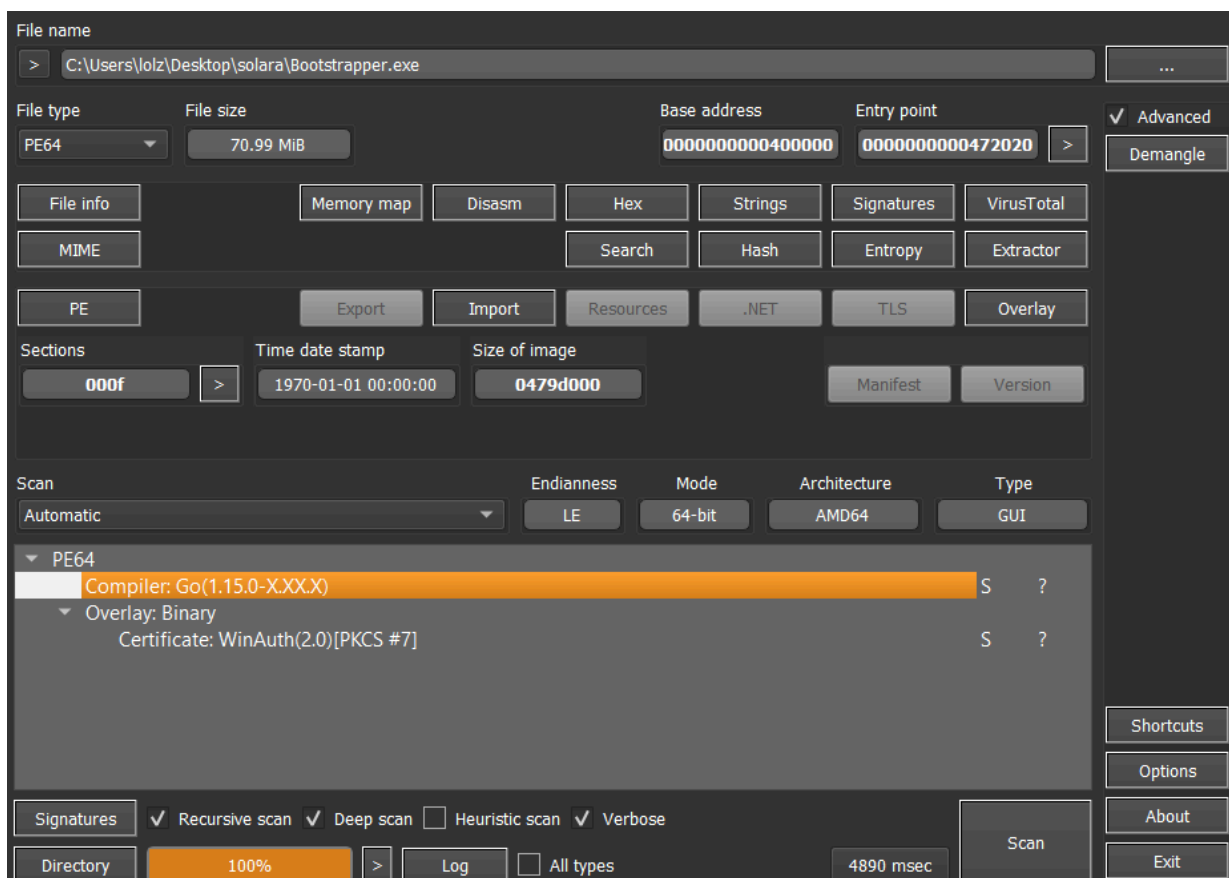 File name
> C:\Users\lolz\Desktop\solara\Bootstrapper.exe ...
File type File size Base address Entry point Advanced
PE64 70.99 MiB 0000000000400000 0000000000472020 > Demangle
File info Memory map Disasm Hex Strings Signatures VirusTotal
MIME Search Hash Entropy Extractor
PE Export Import Resources .NET TLS Overlay
Sections Time date stamp Size of image
000f > 1970-01-01 00:00:00 0479d000 Manifest Version
Scan Endianness Mode Architecture Type
Automatic LE 64-bit AMD64 GUI
PE64
Compiler: Go(1.15.0-X.XX.X) S ?
Overlay: Binary
Certificate: WinAuth(2.0)[PKCS #7] S ?
Shortcuts
Options
Signatures Recursive scan Deep scan Heuristic scan Verbose Scan About
Directory 100% > Log All types 4890 msec Exit